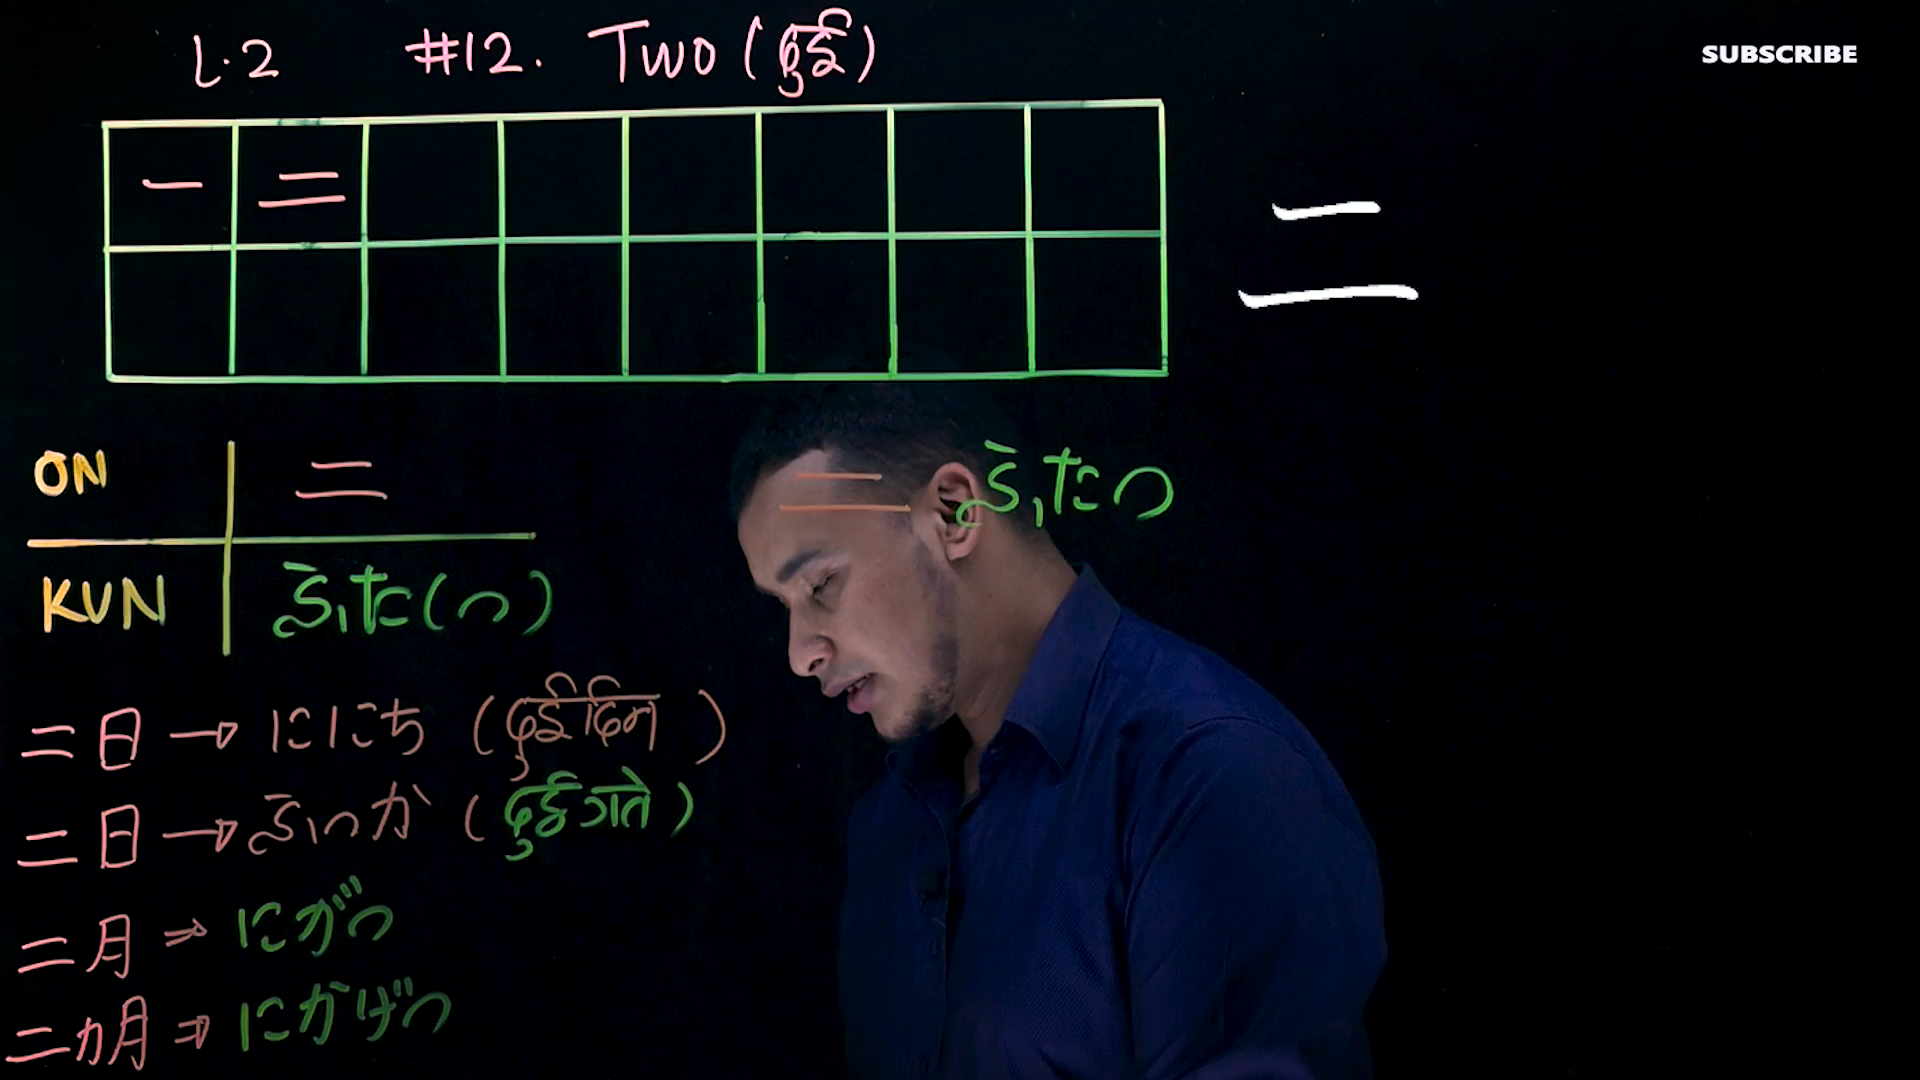 L.2 #12. Two (दुई)
SUBSCRIBE
一 二
二
ON 二
二 ふたつ
KUN ふた(つ)
二日 → ににち (दुई दिन)
二日 → ふつか (दुई गते)
二月 ⇒ にがつ
二ヵ月 ⇒ にかげつ